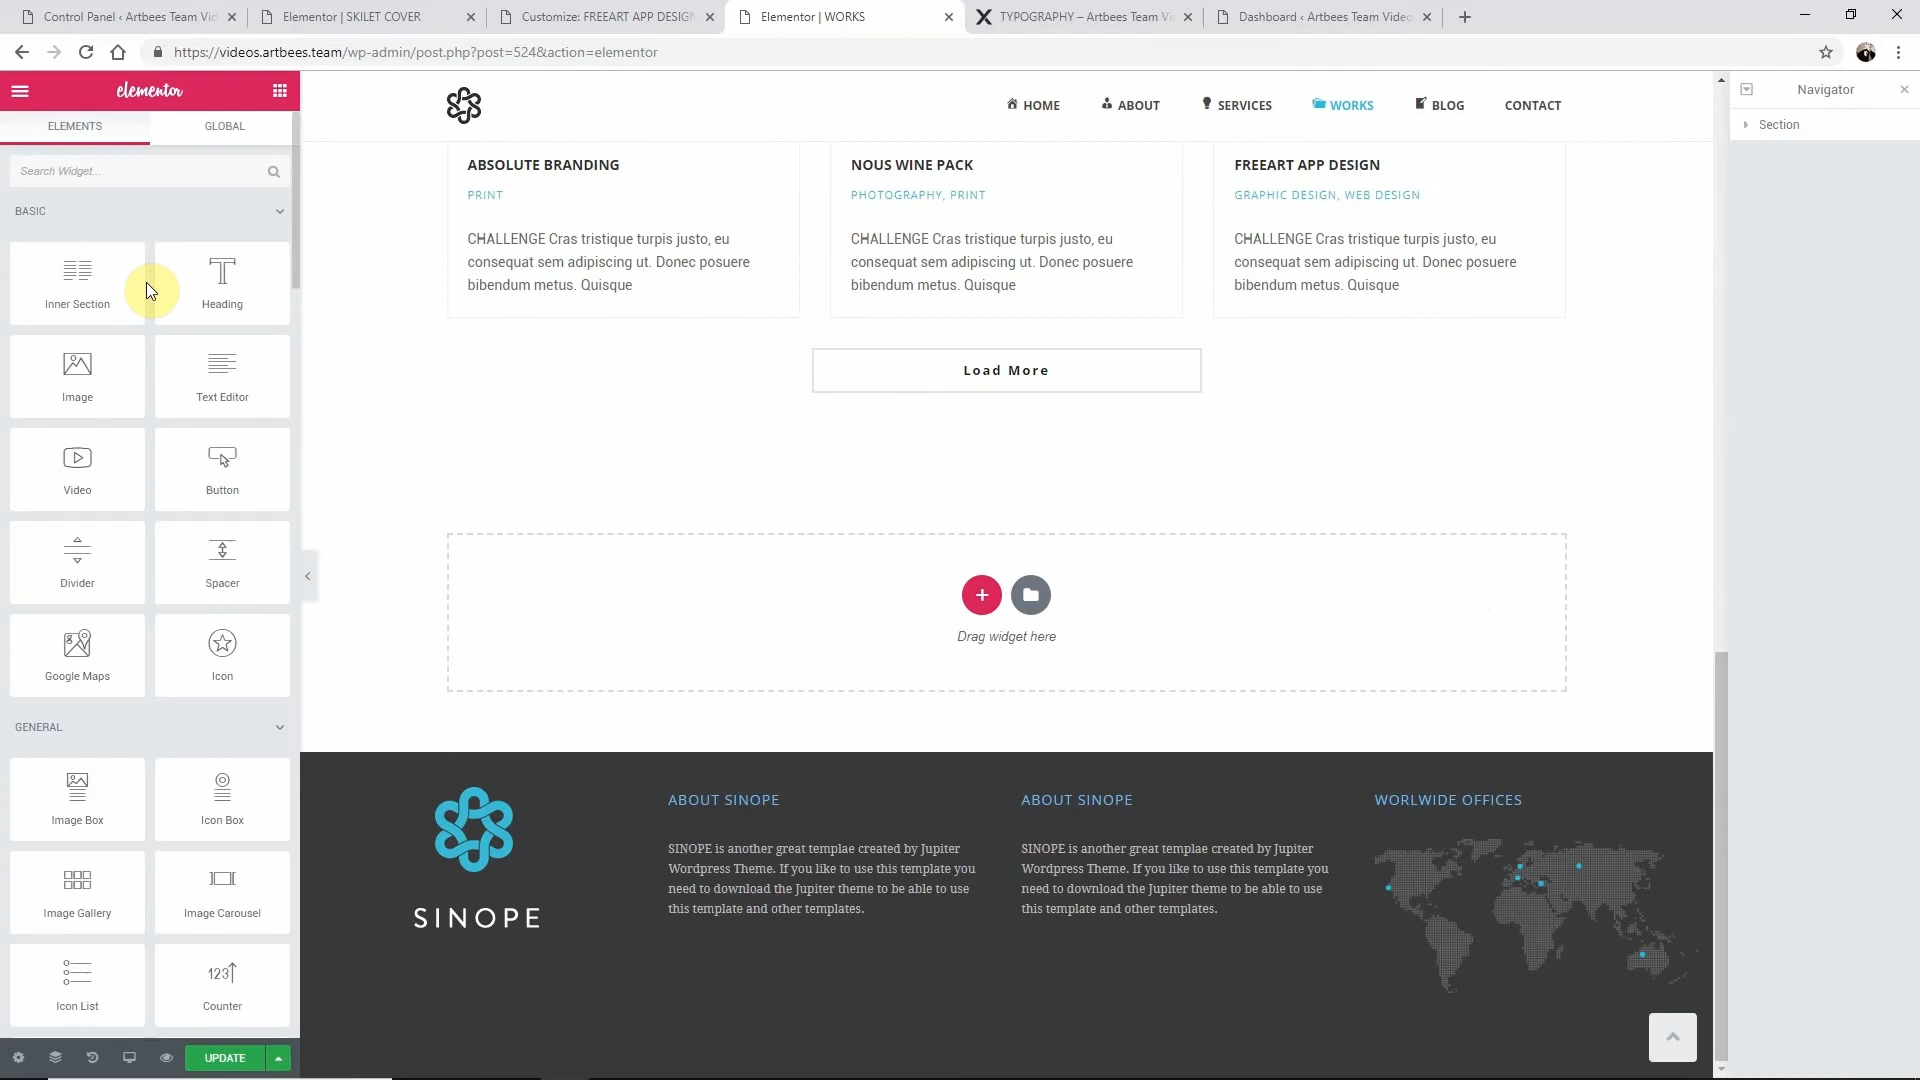 Control Panel ‹ Artbees Team Vid
Elementor | SKILET COVER
Customize: FREEART APP DESIGN
Elementor | WORKS
TYPOGRAPHY – Artbees Team Vi
Dashboard ‹ Artbees Team Video
https://videos.artbees.team/wp-admin/post.php?post=524&action=elementor
elementor
ELEMENTS
GLOBAL
Search Widget...
BASIC
Inner Section
Heading
Image
Text Editor
Video
Button
Divider
Spacer
Google Maps
Icon
GENERAL
Image Box
Icon Box
Image Gallery
Image Carousel
Icon List
123
Counter
UPDATE
HOME
ABOUT
SERVICES
WORKS
BLOG
CONTACT
ABSOLUTE BRANDING
PRINT
CHALLENGE Cras tristique turpis justo, eu
consequat sem adipiscing ut. Donec posuere
bibendum metus. Quisque
NOUS WINE PACK
PHOTOGRAPHY, PRINT
CHALLENGE Cras tristique turpis justo, eu
consequat sem adipiscing ut. Donec posuere
bibendum metus. Quisque
FREEART APP DESIGN
GRAPHIC DESIGN, WEB DESIGN
CHALLENGE Cras tristique turpis justo, eu
consequat sem adipiscing ut. Donec posuere
bibendum metus. Quisque
Load More
Drag widget here
SINOPE
ABOUT SINOPE
SINOPE is another great templae created by Jupiter
Wordpress Theme. If you like to use this template you
need to download the Jupiter theme to be able to use
this template and other templates.
ABOUT SINOPE
SINOPE is another great templae created by Jupiter
Wordpress Theme. If you like to use this template you
need to download the Jupiter theme to be able to use
this template and other templates.
WORLWIDE OFFICES
Navigator
Section